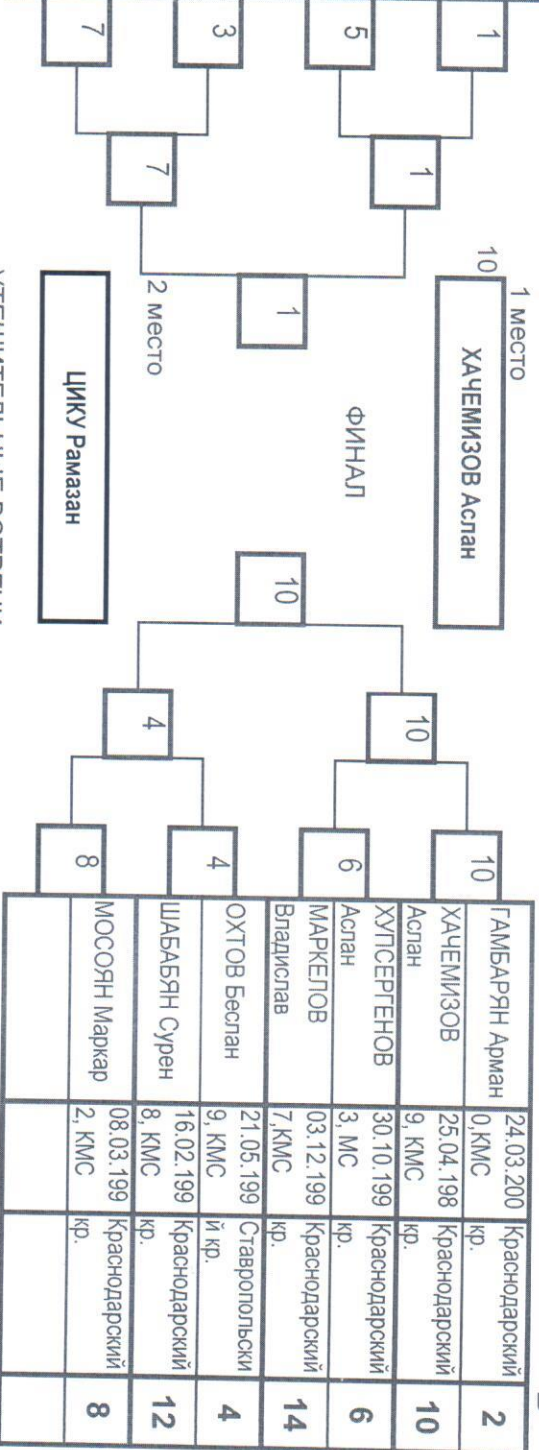 1
5
3
7
1
7
1 место
10
ХАЧЕМИЗОВ Аслан
1
ФИНАЛ
2 место
ЦИКУ Рамазан
10
10
4
10
6
4
8
ГАМБАРЯН Арман
24.03.200
0,КМС
Краснодарский
кр.
2
ХАЧЕМИЗОВ
Аслан
25.04.198
9, КМС
Краснодарский
кр.
10
ХУПСЕРГЕНОВ
Аслан
30.10.199
3, МС
Краснодарский
кр.
6
МАРКЕЛОВ
Владислав
03.12.199
7,КМС
Краснодарский
кр.
14
ОХТОВ Беслан
21.05.199
9, КМС
Ставропольски
й кр.
4
ШАБАБЯН Сурен
16.02.199
8, КМС
Краснодарский
кр.
12
МОСОЯН Маркар
08.03.199
2, КМС
Краснодарский
кр.
8